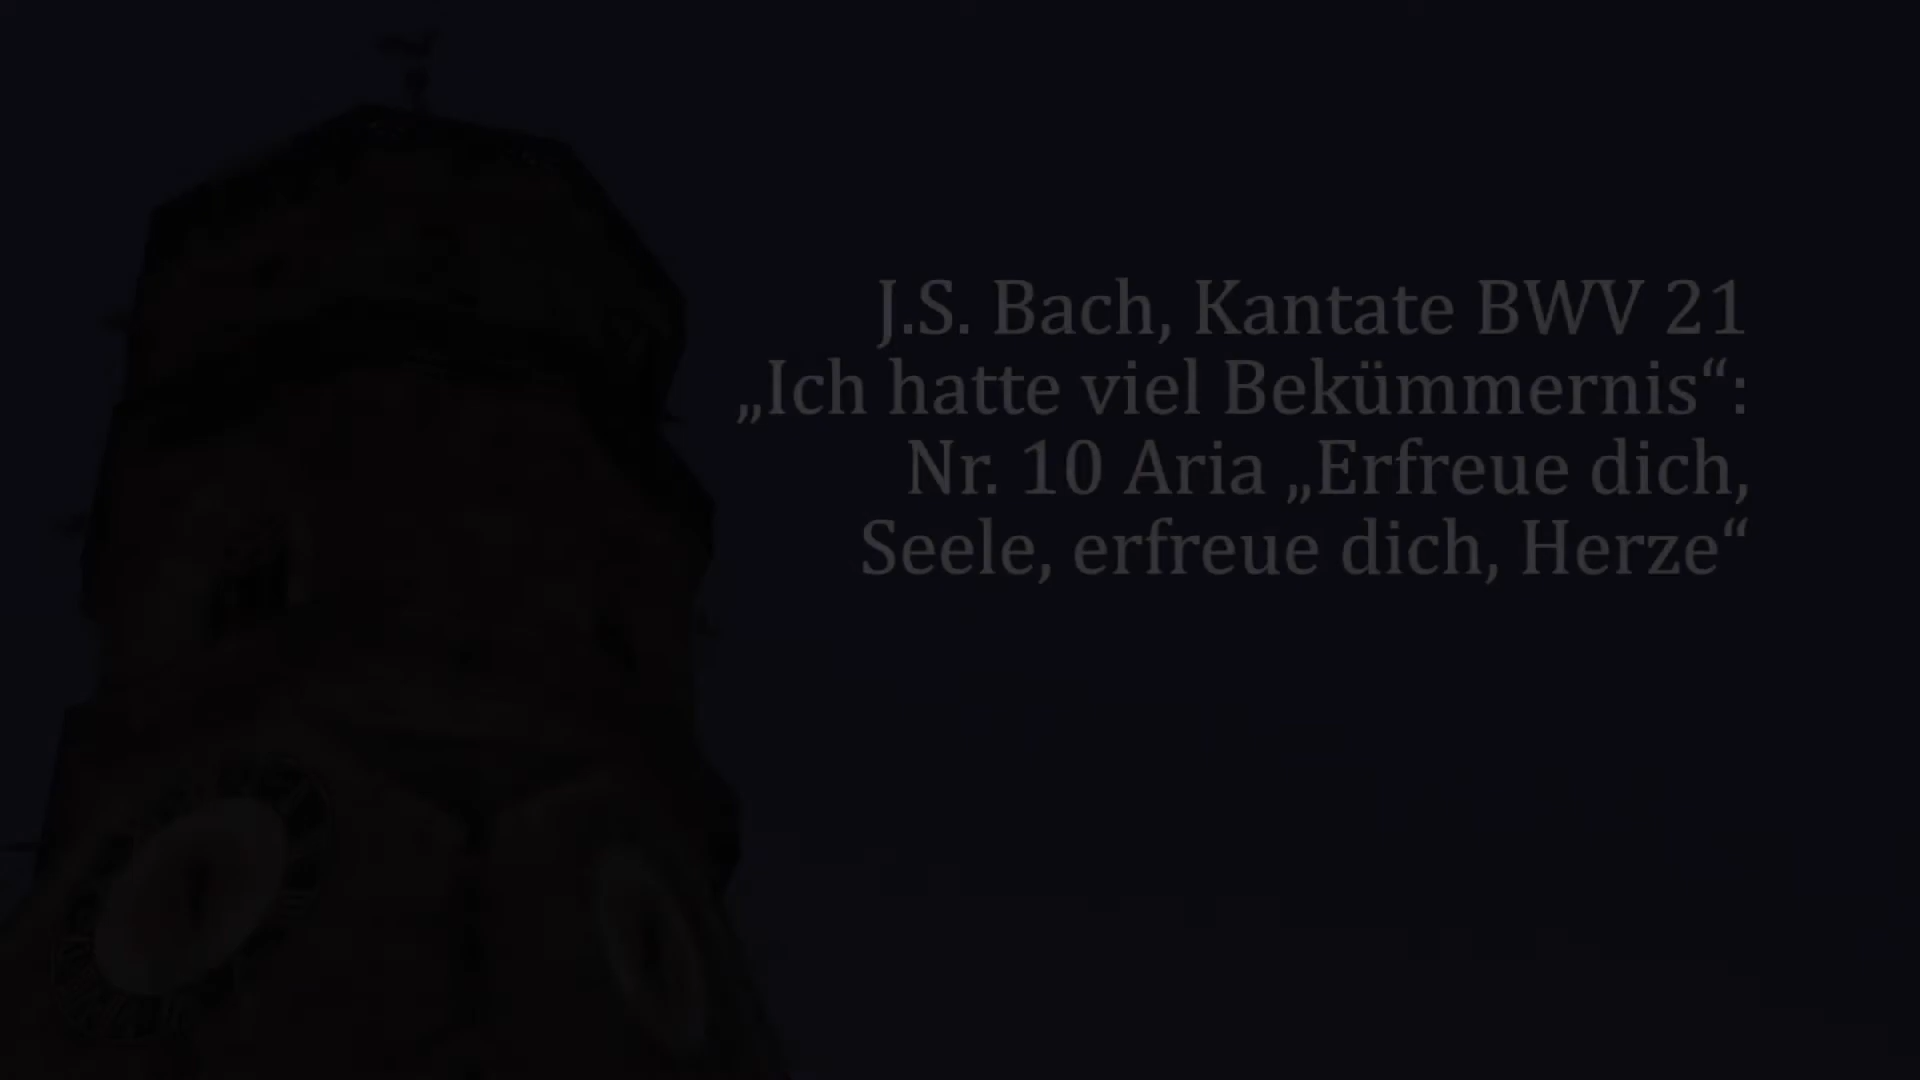 J.S. Bach, Kantate BWV 21
„Ich hatte viel Bekümmernis“:
Nr. 10 Aria „Erfreue dich,
Seele, erfreue dich, Herze“